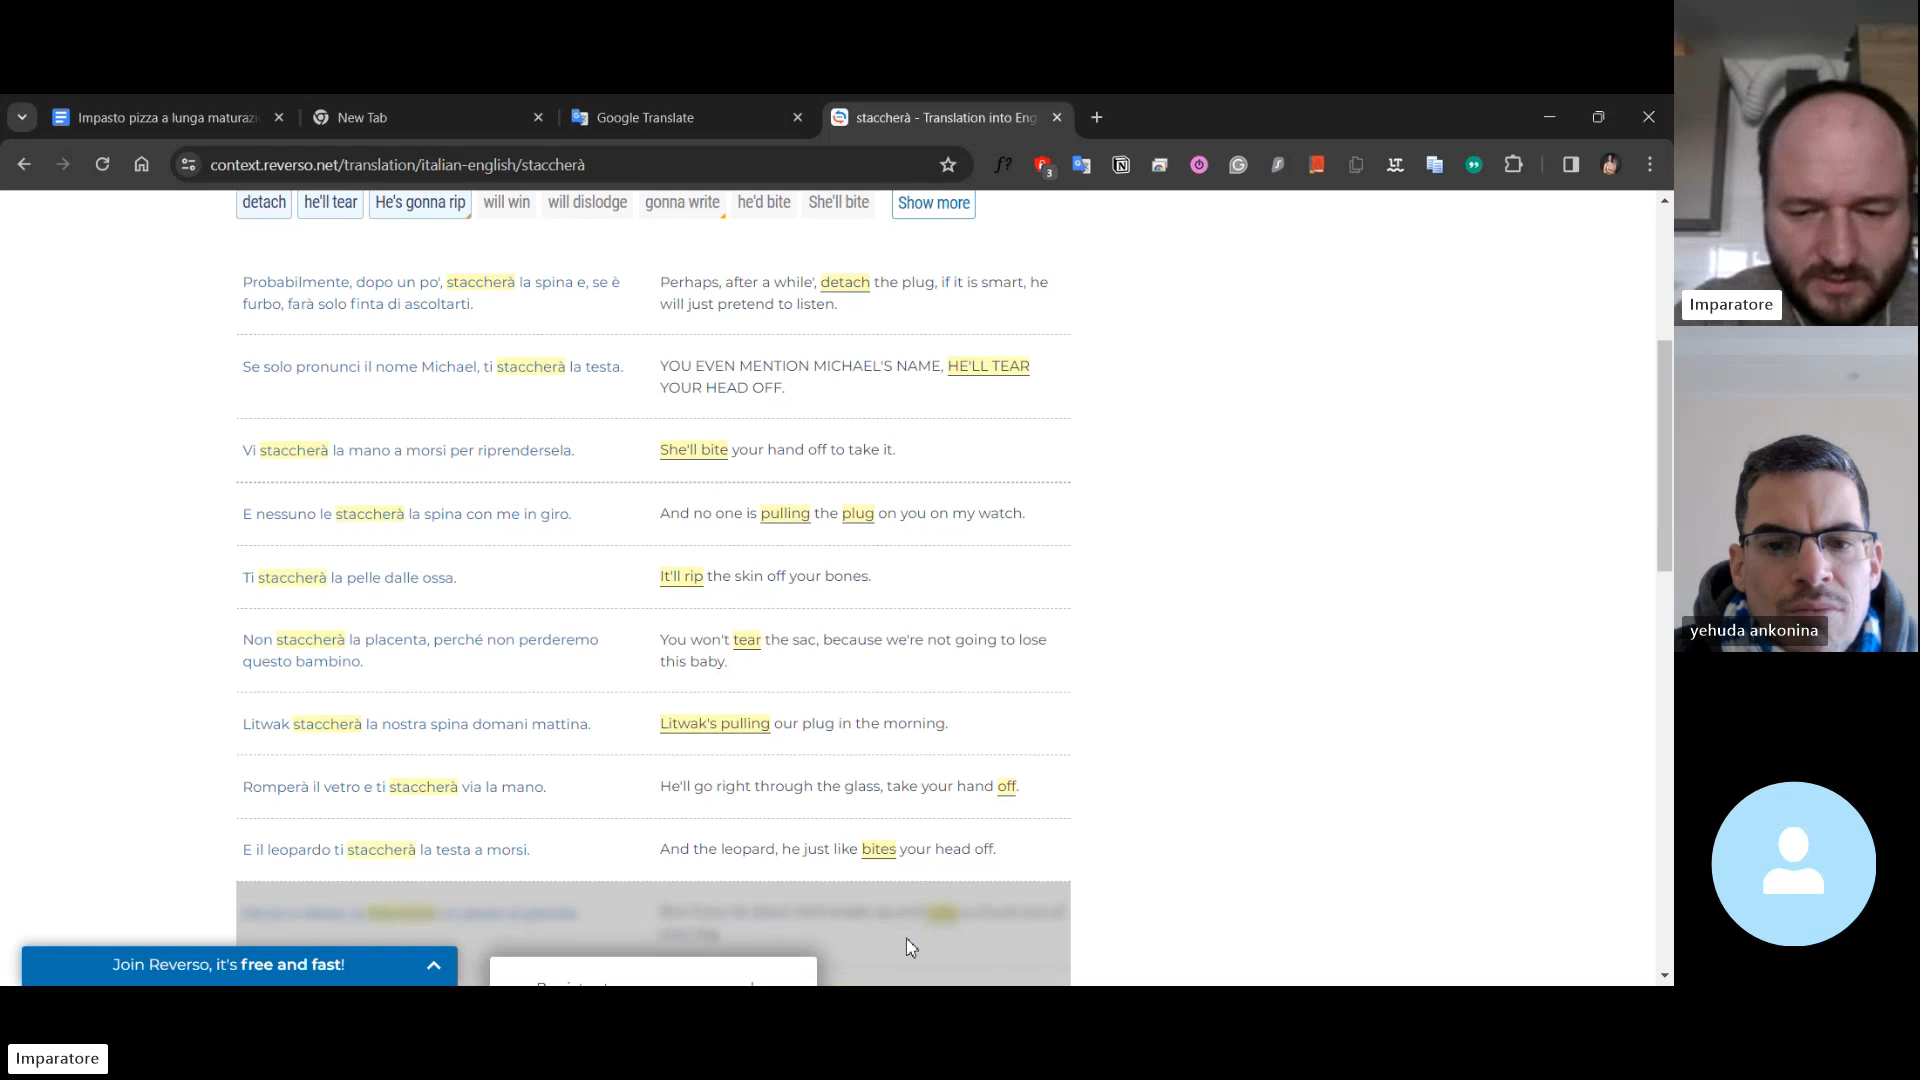 Impasto pizza a lunga maturazi
New Tab
Google Translate
staccherà - Translation into Eng
context.reverso.net/translation/italian-english/staccherà
detach
he'll tear
He's gonna rip
will win
will dislodge
gonna write
he'd bite
She'll bite
Show more
Probabilmente, dopo un po', staccherà la spina e, se è
furbo, farà solo finta di ascoltarti.
Perhaps, after a while', detach the plug, if it is smart, he
will just pretend to listen.
Se solo pronunci il nome Michael, ti staccherà la testa.
YOU EVEN MENTION MICHAEL'S NAME, HE'LL TEAR
YOUR HEAD OFF.
Vi staccherà la mano a morsi per riprendersela.
She'll bite your hand off to take it.
E nessuno le staccherà la spina con me in giro.
And no one is pulling the plug on you on my watch.
Ti staccherà la pelle dalle ossa.
It'll rip the skin off your bones.
Non staccherà la placenta, perché non perderemo
questo bambino.
You won't tear the sac, because we're not going to lose
this baby.
Litwak staccherà la nostra spina domani mattina.
Litwak's pulling our plug in the morning.
Romperà il vetro e ti staccherà via la mano.
He'll go right through the glass, take your hand off.
E il leopardo ti staccherà la testa a morsi.
And the leopard, he just like bites your head off.
Join Reverso, it's free and fast!
Imparatore
yehuda ankonina
Imparatore